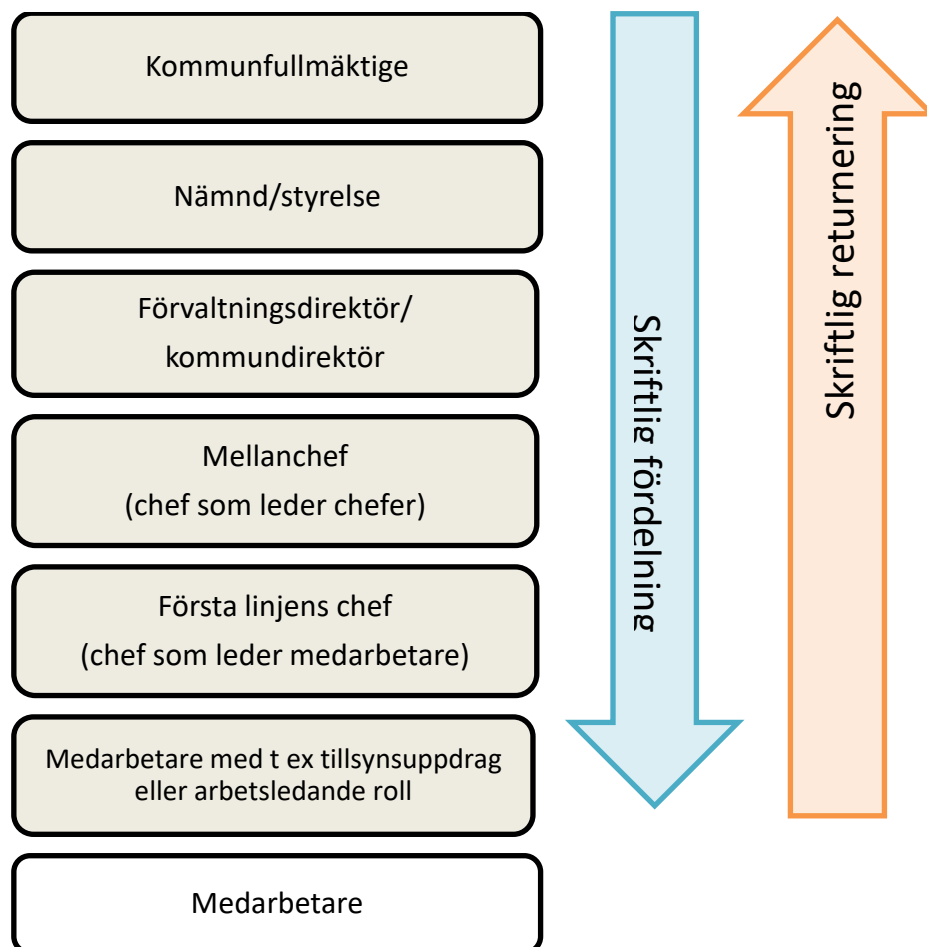 Kommunfullmäktige
Nämnd/styrelse
Förvaltningsdirektör/
kommundirektör
Mellanchef
(chef som leder chefer)
Första linjens chef
(chef som leder medarbetare)
Medarbetare med t ex tillsynsuppdrag
eller arbetsledande roll
Medarbetare
Skriftlig fördelning
Skriftlig returnering